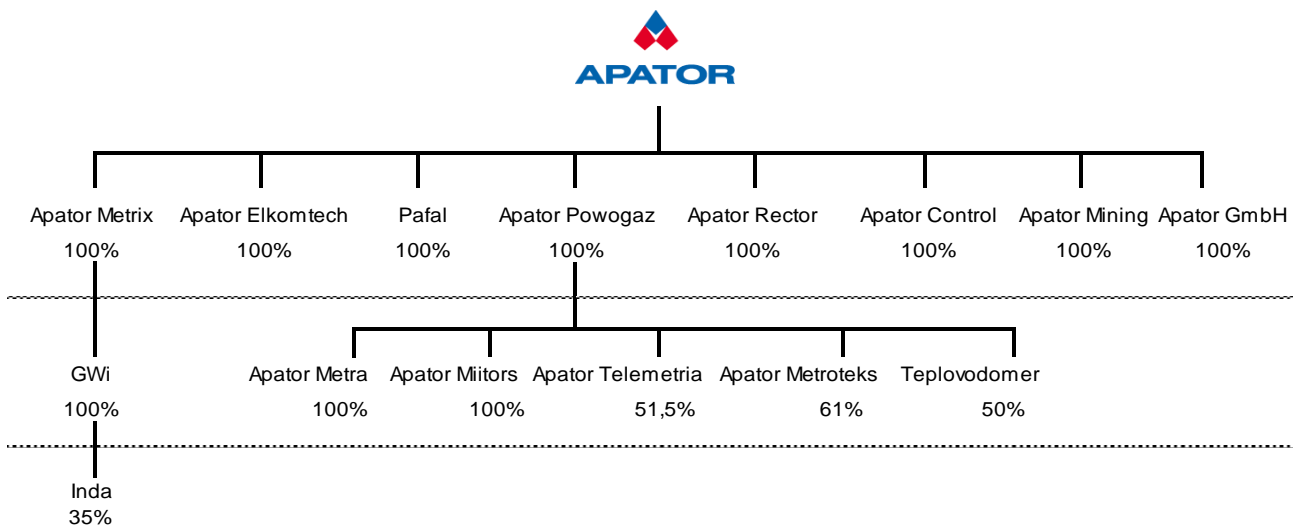 APATOR
Apator Metrix Apator Elkomtech Pafal Apator Powogaz Apator Rector Apator Control Apator Mining Apator GmbH
100% 100% 100% 100% 100% 100% 100% 100%
GWi Apator Metra Apator Miitors Apator Telemetria Apator Metroteks Teplovodomer
100% 100% 100% 51,5% 61% 50%
Inda
35%